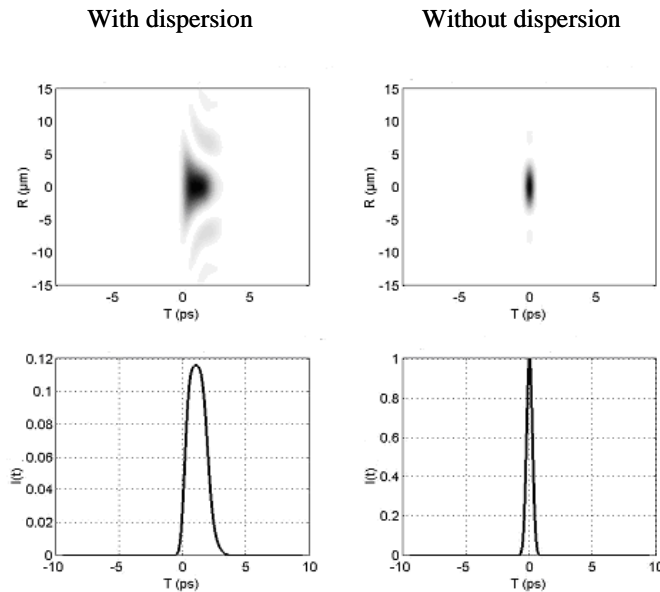 With dispersion Without dispersion
15 15
10 10
5 5
R (µm) 0 R (µm) 0
-5 -5
-10 -10
-15 -15
-5 0 5 -5 0 5
T (ps) T (ps)
0.12 1
0.1 0.8
0.08
0.06 0.6
I(t) I(t)
0.04 0.4
0.02 0.2
0 0
-10 -5 0 5 10 -10 -5 0 5 10
T (ps) T (ps)